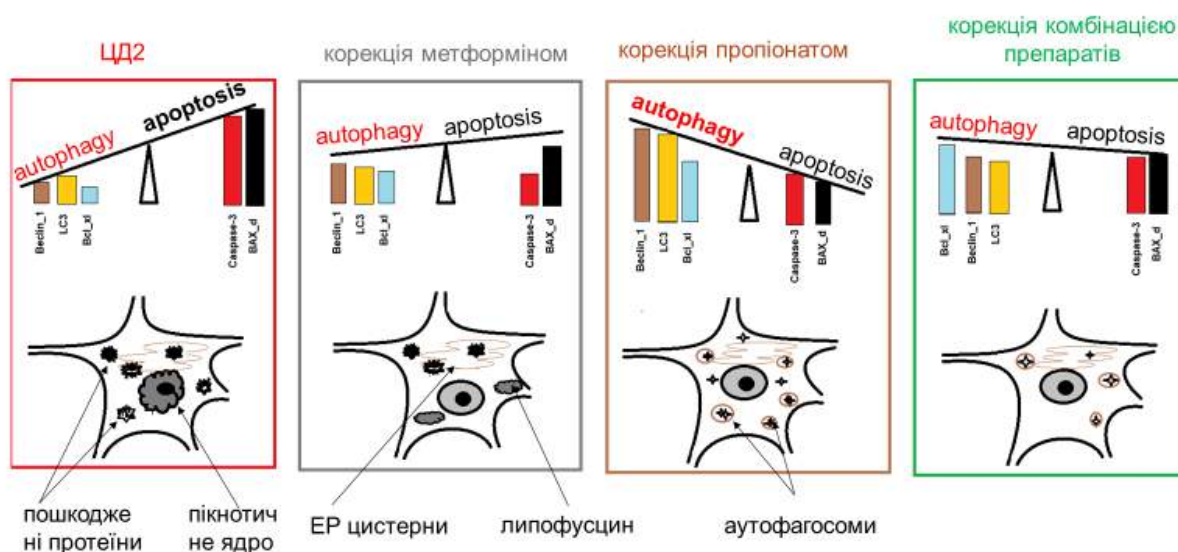 ЦД2
корекція метформіном
корекція пропіонатом
корекція комбінацією
препаратів
autophagy
apoptosis
Beclin_1
LC3
Bcl_xl
Caspase-3
BAX_d
autophagy
apoptosis
Beclin_1
LC3
Bcl_xl
Caspase-3
BAX_d
autophagy
apoptosis
Beclin_1
LC3
Bcl_xl
Caspase-3
BAX_d
autophagy
apoptosis
Bcl_xl
Beclin_1
LC3
Caspase-3
BAX_d
пошкодже
ні протеїни
пікнотич
не ядро
ЕР цистерни
липофусцин
аутофагосоми